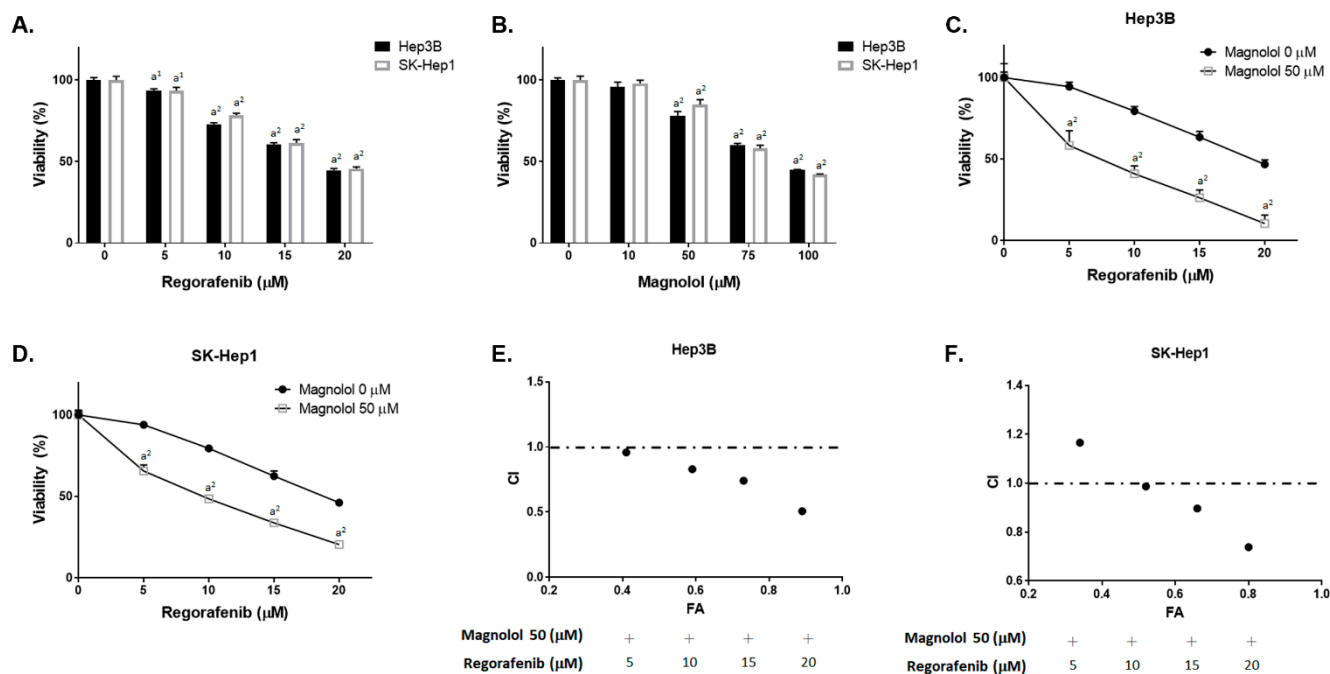 A.
Hep3B
SK-Hep1
Viability (%)
100
50
0
a¹ a¹
a² a²
a² a²
a² a²
0 5 10 15 20
Regorafenib (μM)
B.
Hep3B
SK-Hep1
Viability (%)
100
50
0
a² a²
a² a²
a² a²
0 10 50 75 100
Magnolol (μM)
C.
Hep3B
Magnolol 0 μM
Magnolol 50 μM
Viability (%)
100
50
0
a²
a²
a²
a²
0 5 10 15 20
Regorafenib (μM)
D.
SK-Hep1
Magnolol 0 μM
Magnolol 50 μM
Viability (%)
100
50
0
a²
a²
a²
a²
0 5 10 15 20
Regorafenib (μM)
E.
Hep3B
CI
1.5
1.0
0.5
0.0
0.2 0.4 0.6 0.8 1.0
FA
Magnolol 50 (μM) + + + +
Regorafenib (μM) 5 10 15 20
F.
SK-Hep1
CI
1.4
1.2
1.0
0.8
0.6
0.2 0.4 0.6 0.8 1.0
FA
Magnolol 50 (μM) + + + +
Regorafenib (μM) 5 10 15 20